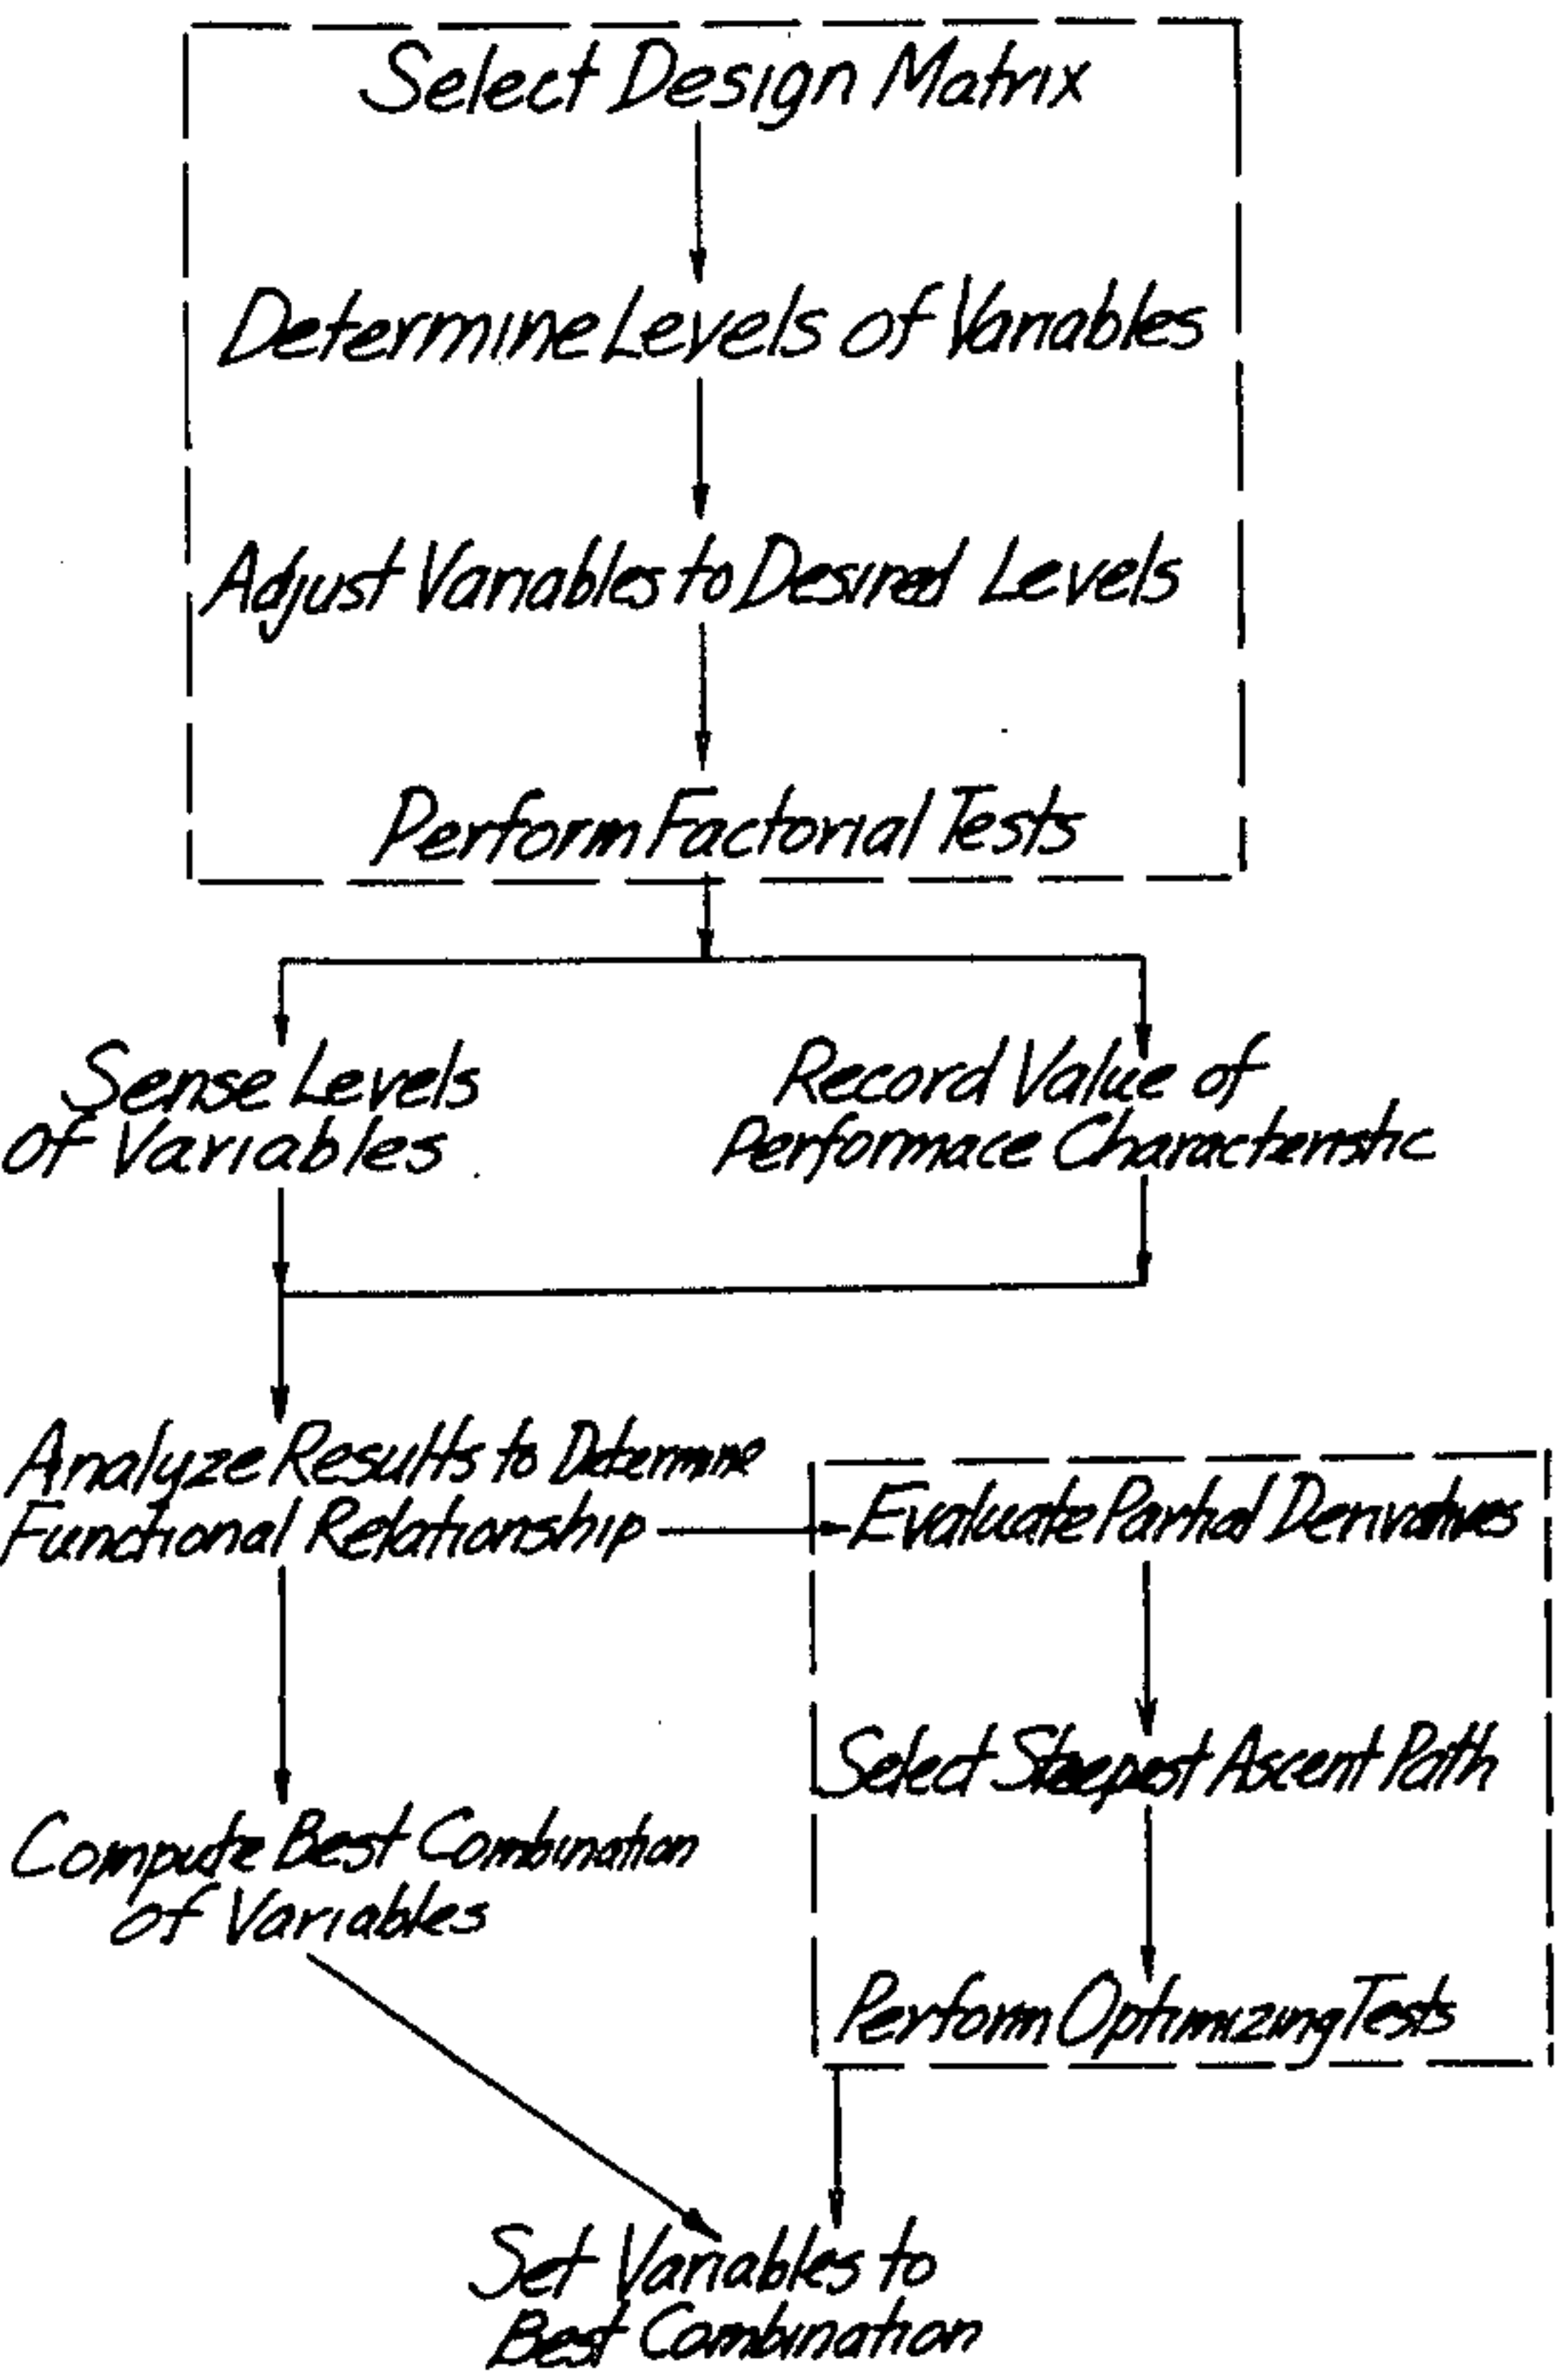 Select Design Matrix
Determine Levels of Variables
Adjust Variables to Desired Levels
Perform Factorial Tests
Sense Levels
of Variables
Record Value of
Performace Characteristic
Analyze Results to Determine
Functional Relationship
Evaluate Partial Derivatives
Select Steepest Ascent Path
Perform Optimizing Tests
Compute Best Combination
of Variables
Set Variables to
Best Combination